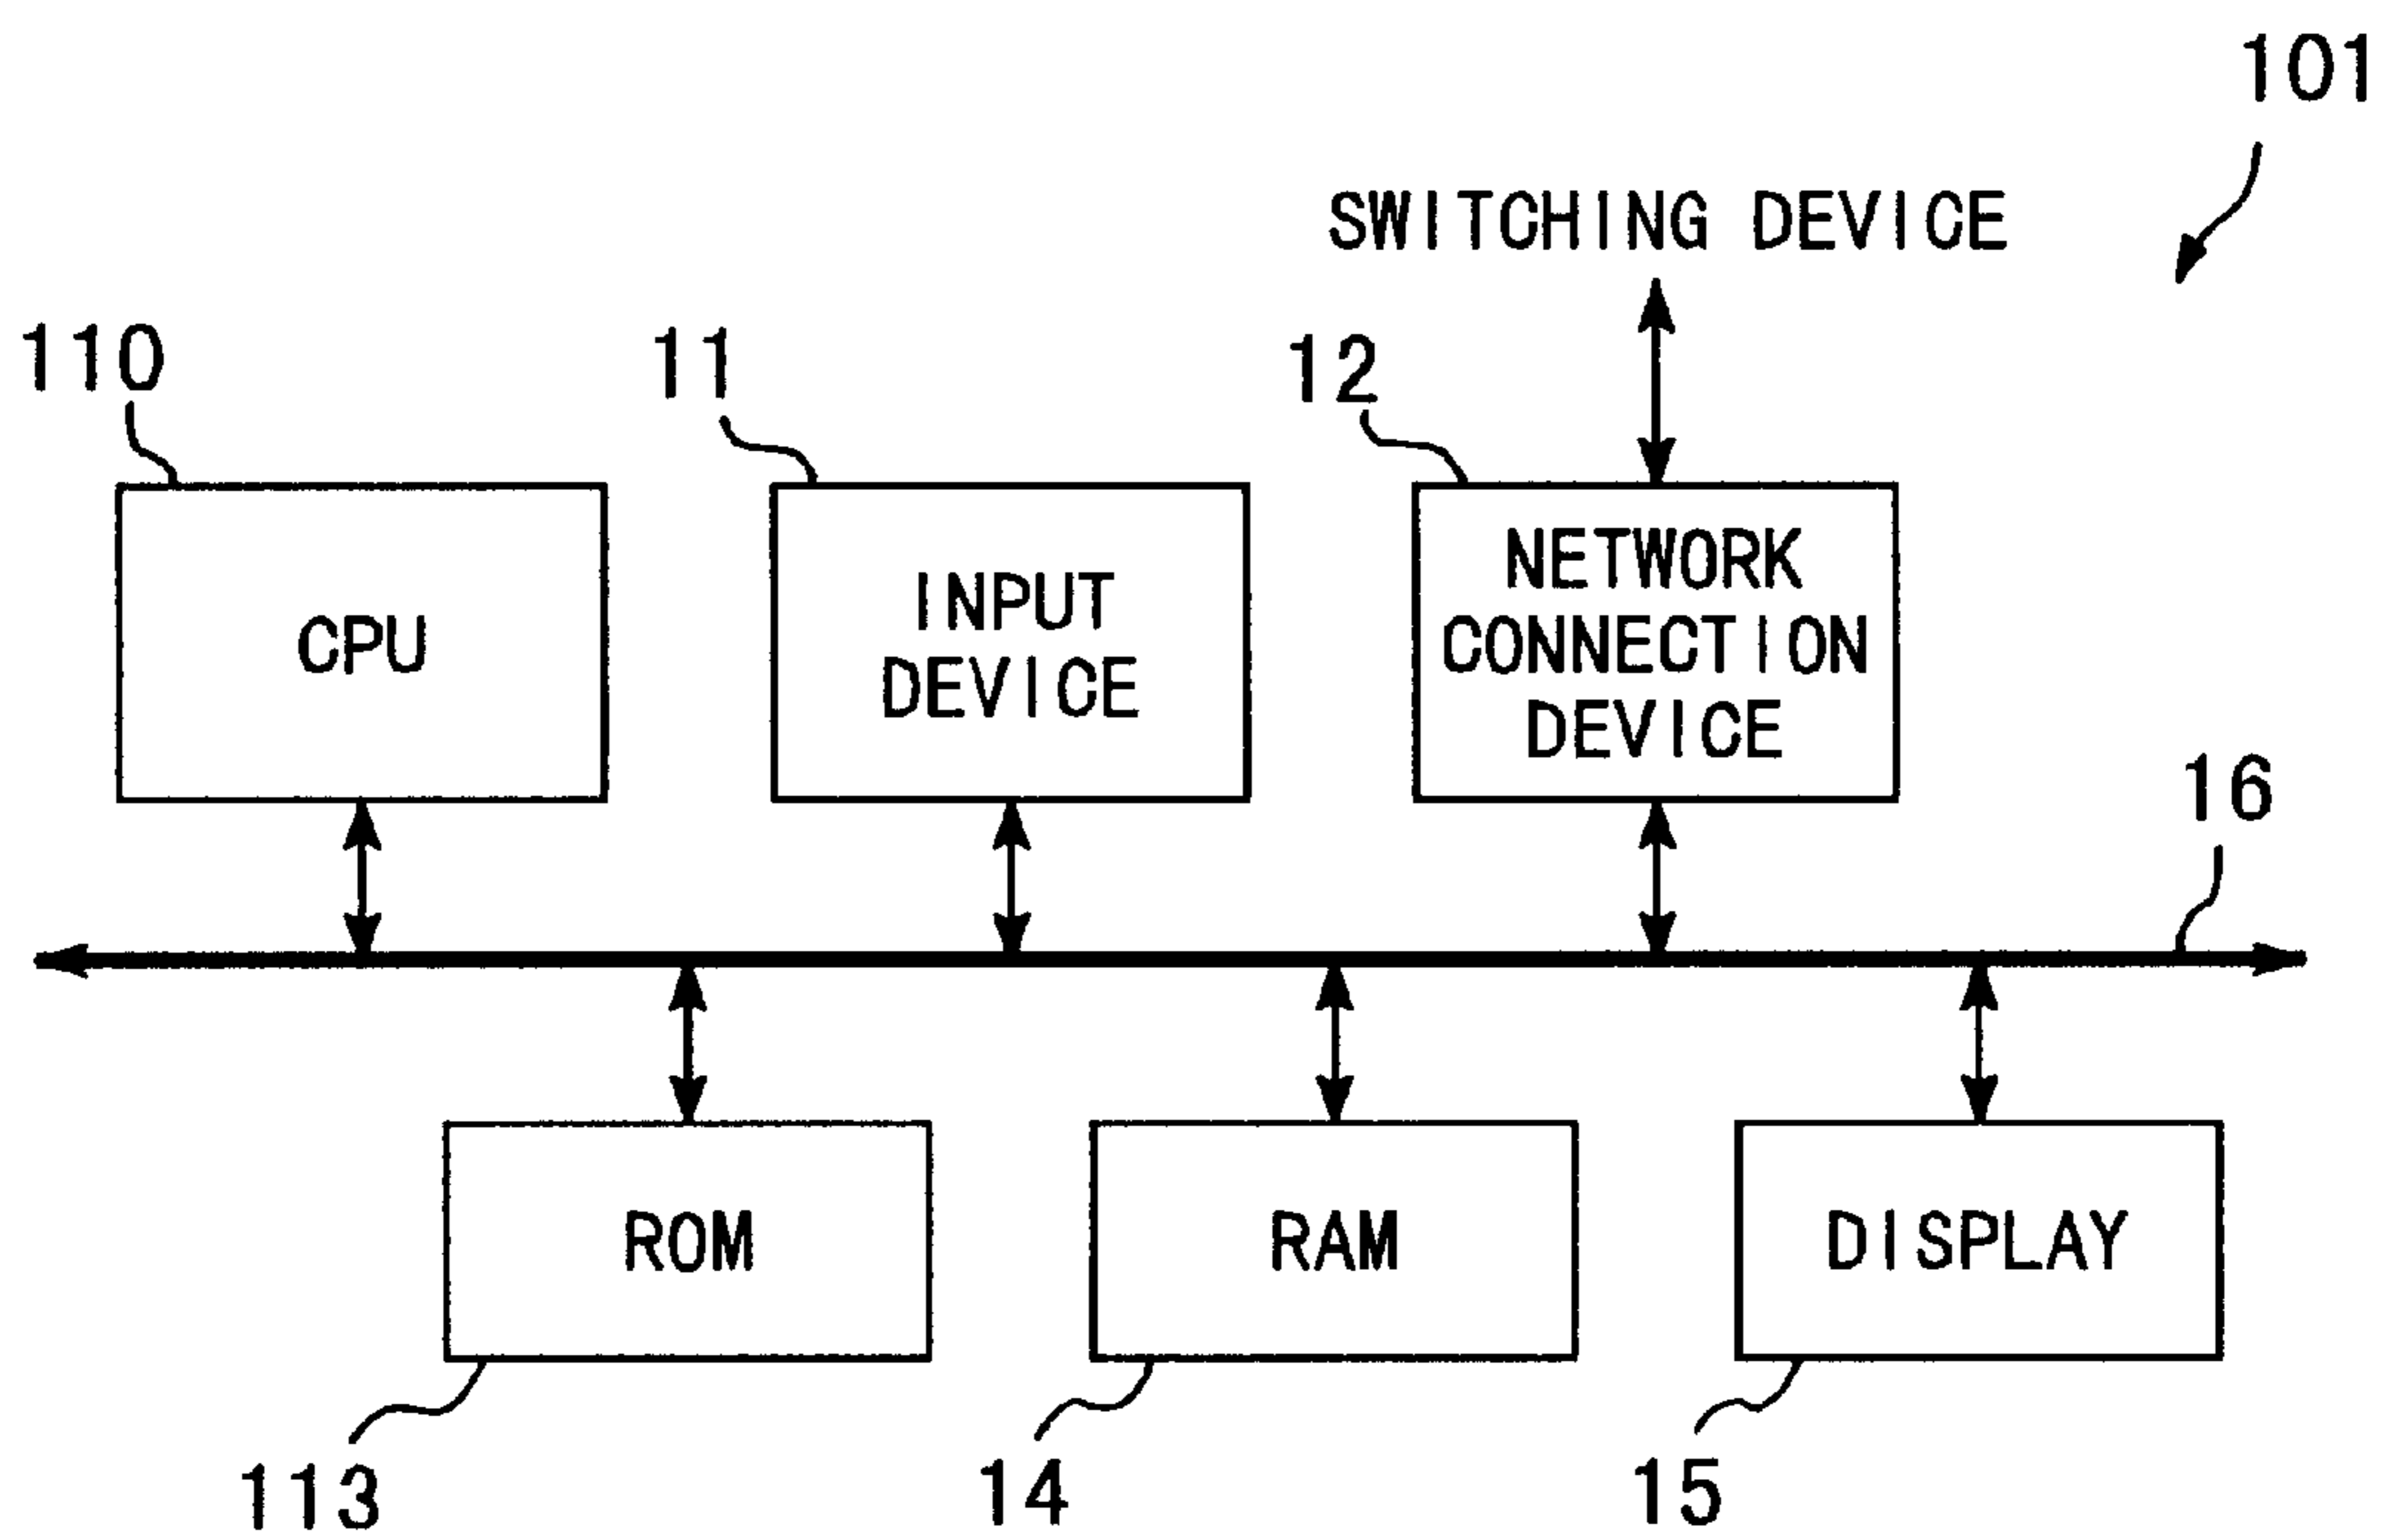 101
SWITCHING DEVICE
110
11
12
CPU
INPUT
DEVICE
NETWORK
CONNECTION
DEVICE
16
ROM
RAM
DISPLAY
113
14
15